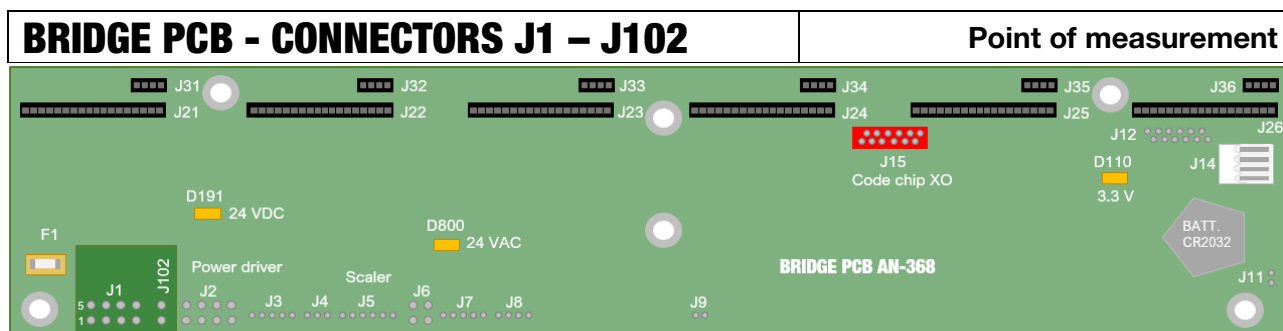 BRIDGE PCB - CONNECTORS J1 – J102
Point of measurement
J31
J32
J33
J34
J35
J36
J21
J22
J23
J24
J25
J26
J12
J15
Code chip XO
D110
3.3 V
J14
D191
24 VDC
D800
24 VAC
BATT.
CR2032
F1
J1
J102
5
1
Power driver
J2
Scaler
J3
J4
J5
J6
J7
J8
J9
BRIDGE PCB AN-368
J11